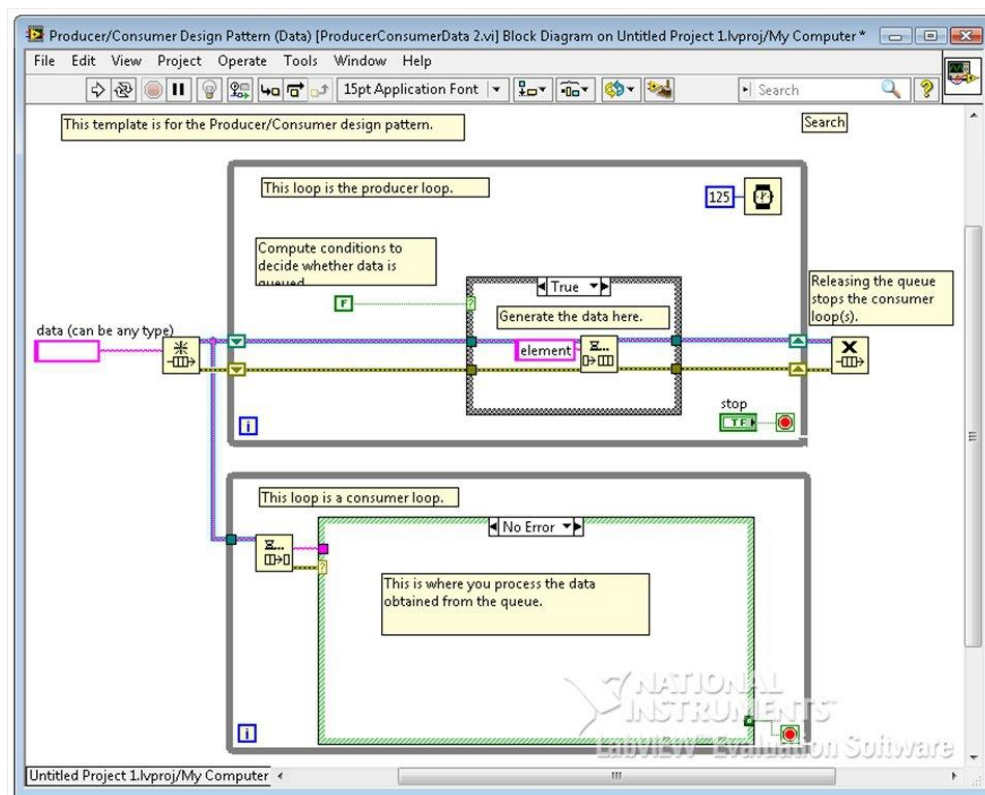 Producer/Consumer Design Pattern (Data) [ProducerConsumerData 2.vi] Block Diagram on Untitled Project 1.lvproj/My Computer *
File Edit View Project Operate Tools Window Help
15pt Application Font
Search
?
This template is for the Producer/Consumer design pattern.
Search
This loop is the producer loop.
125
Compute conditions to
decide whether data is
queued
True
Releasing the queue
stops the consumer
loop(s).
F
?
Generate the data here.
data (can be any type)
element
stop
TF
i
This loop is a consumer loop.
No Error
?
This is where you process the data
obtained from the queue.
NATIONAL
INSTRUMENTS
LabVIEW™ Evaluation Software
i
Untitled Project 1.lvproj/My Computer